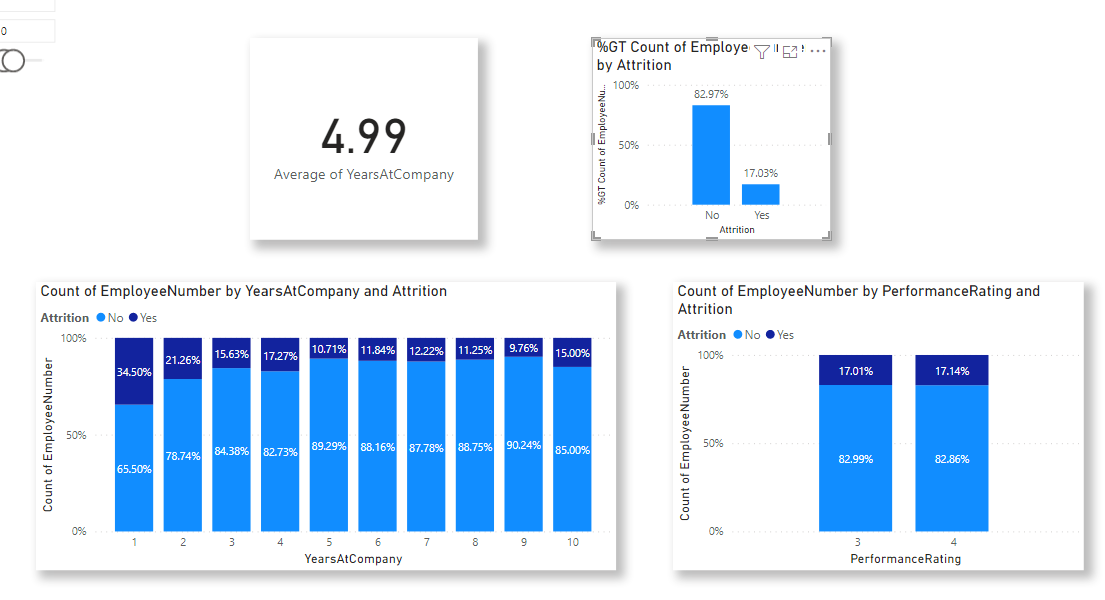 0
4.99
Average of YearsAtCompany
%GT Count of Employe
by Attrition
%GT Count of EmployeeNu...
100%
50%
0%
82.97%
17.03%
No
Yes
Attrition
Count of EmployeeNumber by YearsAtCompany and Attrition
Attrition No Yes
Count of EmployeeNumber
100%
50%
0%
34.50% 21.26% 15.63% 17.27% 10.71% 11.84% 12.22% 11.25% 9.76% 15.00%
65.50% 78.74% 84.38% 82.73% 89.29% 88.16% 87.78% 88.75% 90.24% 85.00%
1 2 3 4 5 6 7 8 9 10
YearsAtCompany
Count of EmployeeNumber by PerformanceRating and
Attrition
Attrition No Yes
Count of EmployeeNumber
100%
50%
0%
17.01% 17.14%
82.99% 82.86%
3 4
PerformanceRating